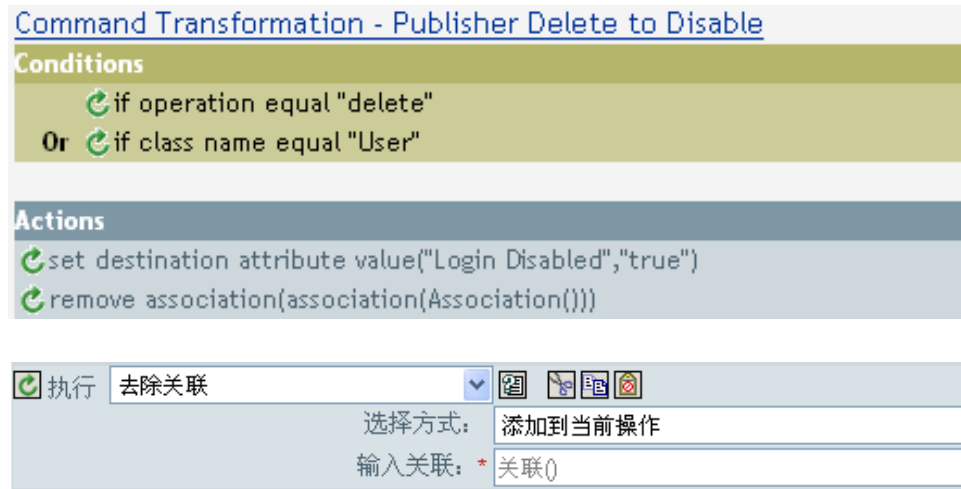 Command Transformation - Publisher Delete to Disable
Conditions
if operation equal "delete"
Or if class name equal "User"
Actions
set destination attribute value("Login Disabled","true")
remove association(association(Association()))
执行 去除关联
选择方式： 添加到当前操作
输入关联：* 关联()